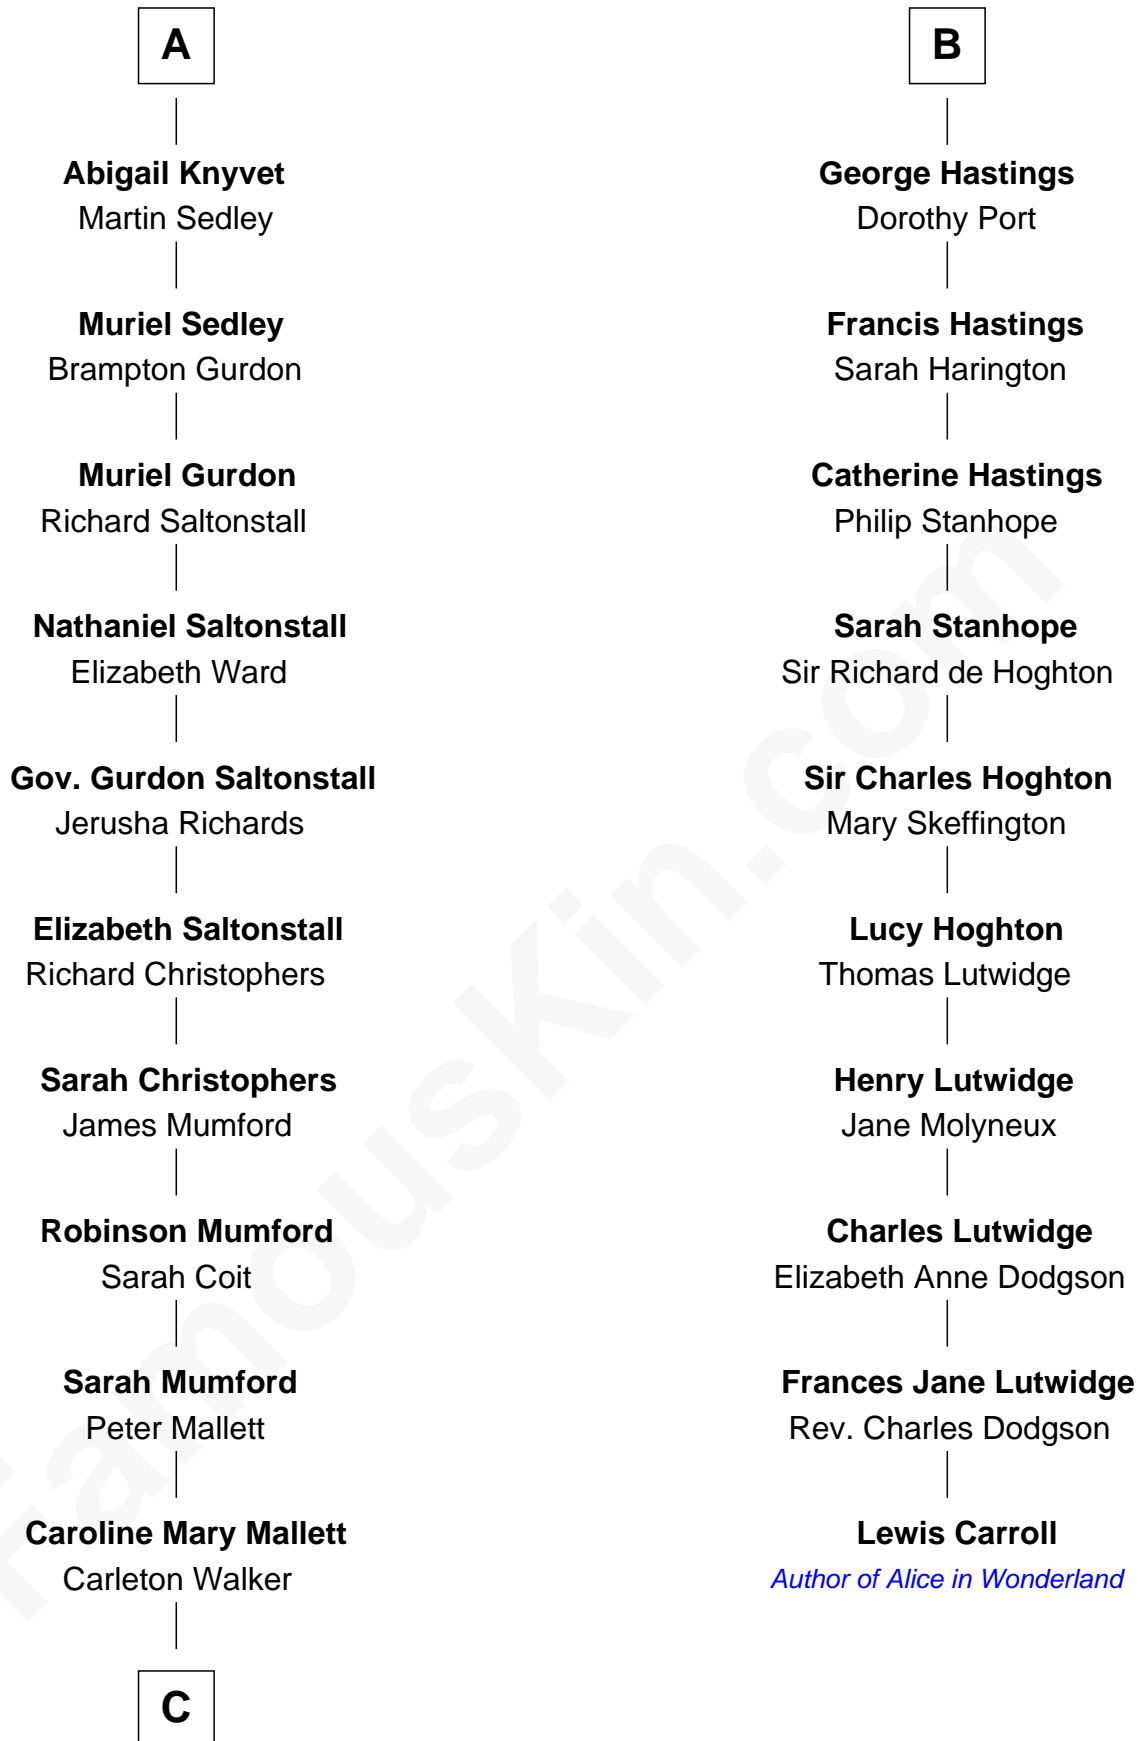 A
Abigail Knyvet
Martin Sedley
Muriel Sedley
Brampton Gurdon
Muriel Gurdon
Richard Saltonstall
Nathaniel Saltonstall
Elizabeth Ward
Gov. Gurdon Saltonstall
Jerusha Richards
Elizabeth Saltonstall
Richard Christophers
Sarah Christophers
James Mumford
Robinson Mumford
Sarah Coit
Sarah Mumford
Peter Mallett
Caroline Mary Mallett
Carleton Walker
C
B
George Hastings
Dorothy Port
Francis Hastings
Sarah Harington
Catherine Hastings
Philip Stanhope
Sarah Stanhope
Sir Richard de Hoghton
Sir Charles Hoghton
Mary Skeffington
Lucy Hoghton
Thomas Lutwidge
Henry Lutwidge
Jane Molyneux
Charles Lutwidge
Elizabeth Anne Dodgson
Frances Jane Lutwidge
Rev. Charles Dodgson
Lewis Carroll
Author of Alice in Wonderland
FamousKin.com